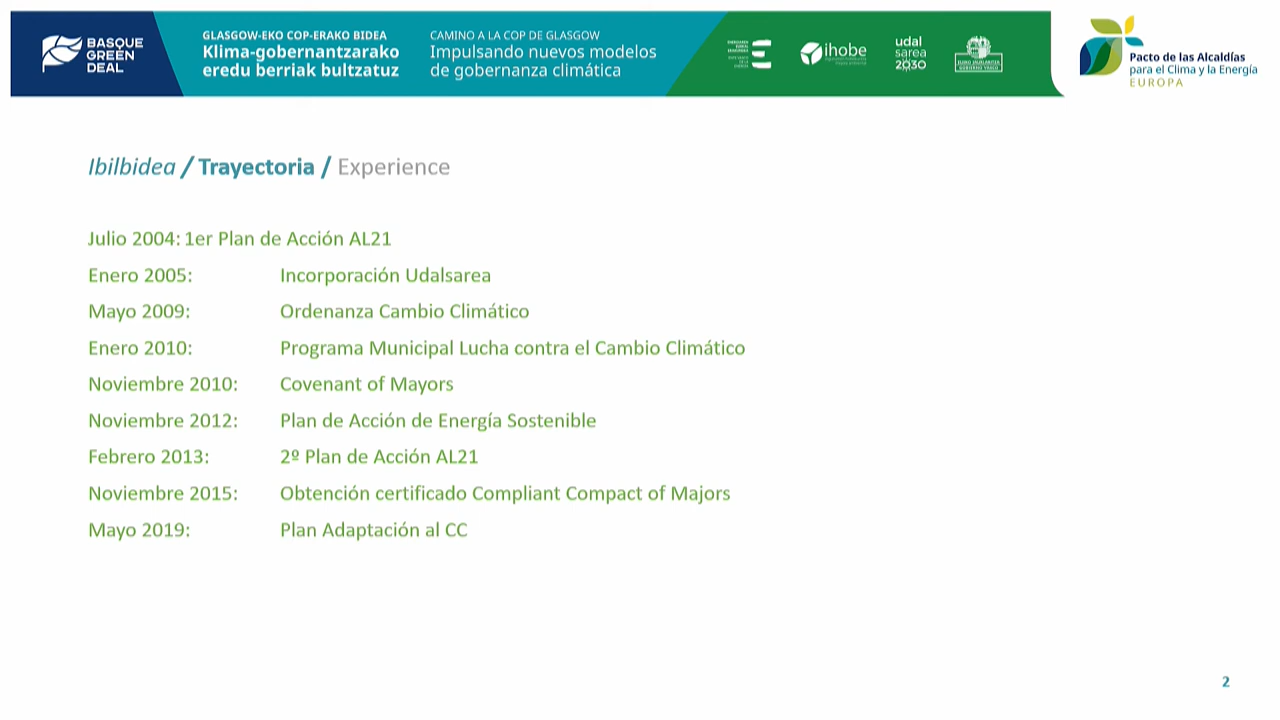 BASQUE
GREEN
DEAL
GLASGOW-EKO COP-ERAKO BIDEA
Klima-gobernantzarako
eredu berriak bultzatuz
CAMINO A LA COP DE GLASGOW
Impulsando nuevos modelos
de gobernanza climática
ihobe
udal
sarea
2030
Pacto de las Alcaldías
para el Clima y la Energía
EUROPA
Ibilbidea / Trayectoria / Experience
Julio 2004: 1er Plan de Acción AL21
Enero 2005: Incorporación Udalsarea
Mayo 2009: Ordenanza Cambio Climático
Enero 2010: Programa Municipal Lucha contra el Cambio Climático
Noviembre 2010: Covenant of Mayors
Noviembre 2012: Plan de Acción de Energía Sostenible
Febrero 2013: 2º Plan de Acción AL21
Noviembre 2015: Obtención certificado Compliant Compact of Majors
Mayo 2019: Plan Adaptación al CC
2